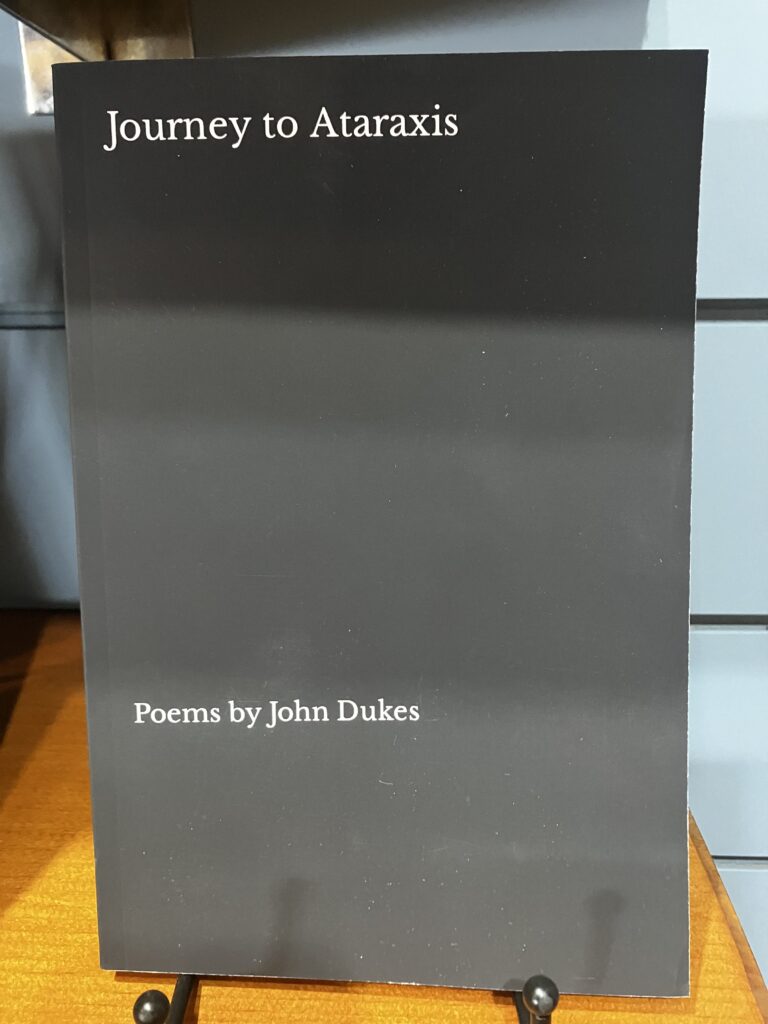 Journey to Ataraxis
Poems by John Dukes